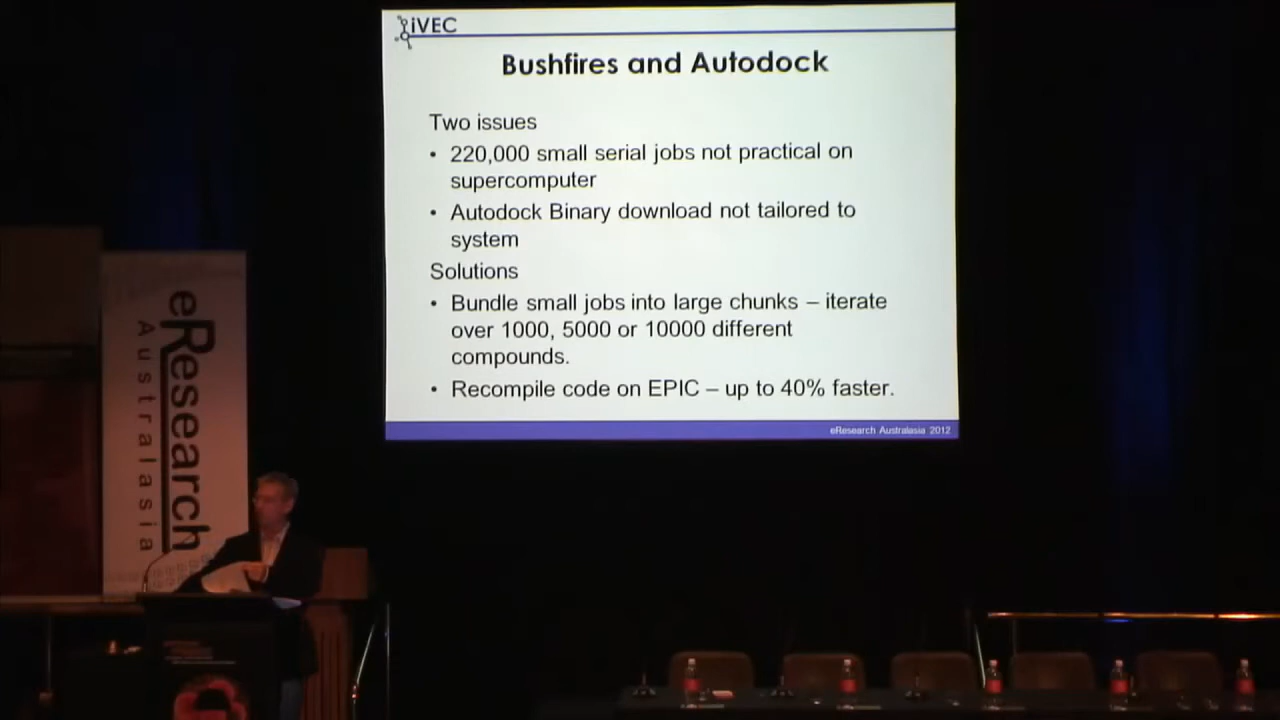 iVEC
Bushfires and Autodock
Two issues
• 220,000 small serial jobs not practical on
supercomputer
• Autodock Binary download not tailored to
system
Solutions
• Bundle small jobs into large chunks – iterate
over 1000, 5000 or 10000 different
compounds.
• Recompile code on EPIC – up to 40% faster.
eResearch Australasia 2012
eResearch
Australasia